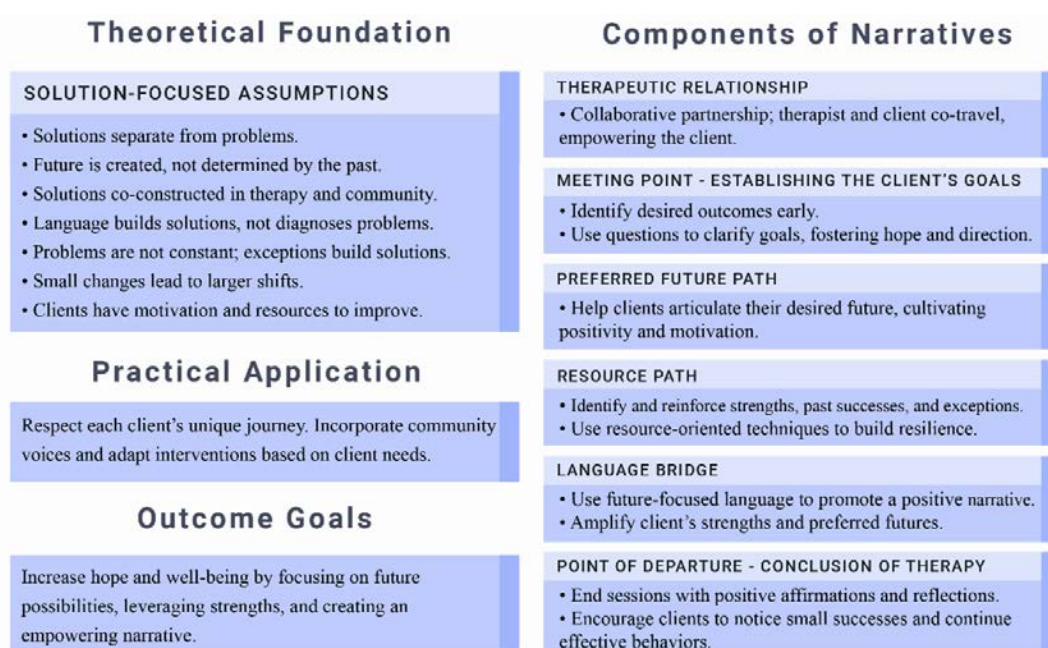 Theoretical Foundation
SOLUTION-FOCUSED ASSUMPTIONS
• Solutions separate from problems.
• Future is created, not determined by the past.
• Solutions co-constructed in therapy and community.
• Language builds solutions, not diagnoses problems.
• Problems are not constant; exceptions build solutions.
• Small changes lead to larger shifts.
• Clients have motivation and resources to improve.
Practical Application
Respect each client's unique journey. Incorporate community
voices and adapt interventions based on client needs.
Outcome Goals
Increase hope and well-being by focusing on future
possibilities, leveraging strengths, and creating an
empowering narrative.
Components of Narratives
THERAPEUTIC RELATIONSHIP
• Collaborative partnership; therapist and client co-travel,
empowering the client.
MEETING POINT - ESTABLISHING THE CLIENT'S GOALS
• Identify desired outcomes early.
• Use questions to clarify goals, fostering hope and direction.
PREFERRED FUTURE PATH
• Help clients articulate their desired future, cultivating
positivity and motivation.
RESOURCE PATH
• Identify and reinforce strengths, past successes, and exceptions.
• Use resource-oriented techniques to build resilience.
LANGUAGE BRIDGE
• Use future-focused language to promote a positive narrative.
• Amplify client's strengths and preferred futures.
POINT OF DEPARTURE - CONCLUSION OF THERAPY
• End sessions with positive affirmations and reflections.
• Encourage clients to notice small successes and continue
effective behaviors.